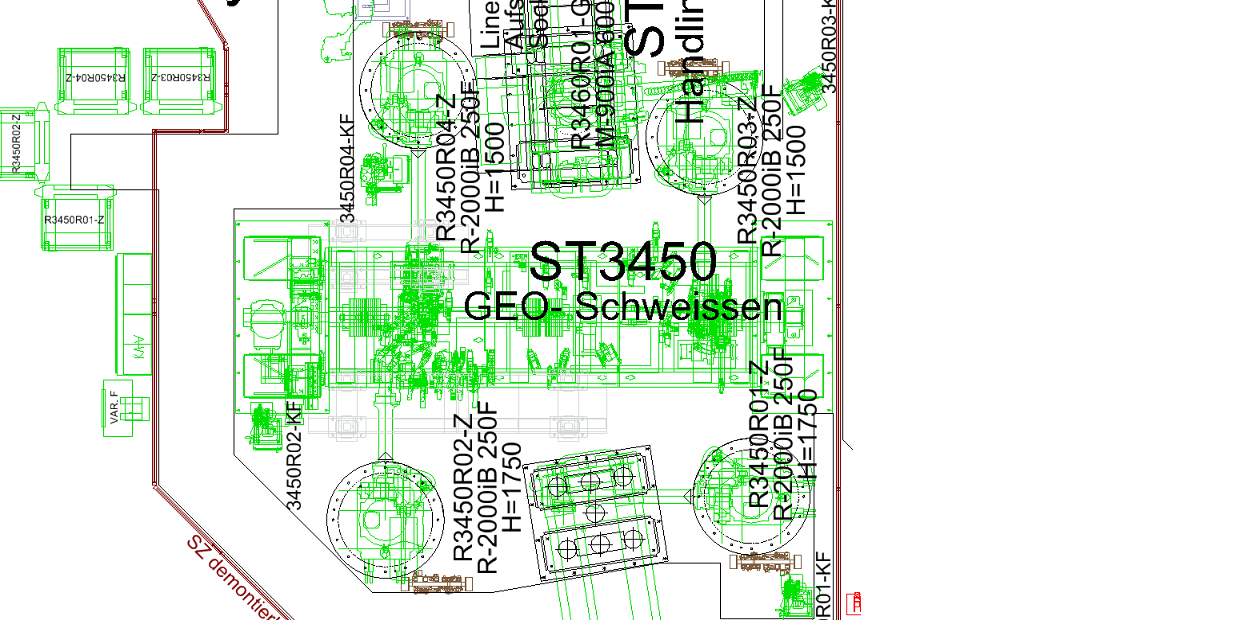 R3450R04-Z
R3450R03-Z
R3450R02-Z
R3450R01-Z
VAR. F
3450R04-KF
R3450R04-Z
R-2000iB 250F
H=1500
Line
Aufs
Sock
R3460R01-G
M-900iA 600
ST
Handlin
R3450R03-Z
R-2000iB 250F
H=1500
3450R03-K
ST3450
GEO- Schweissen
3450R02-KF
R3450R02-Z
R-2000iB 250F
H=1750
R3450R01-Z
R-2000iB 250F
H=1750
R01-KF
SZ demontier